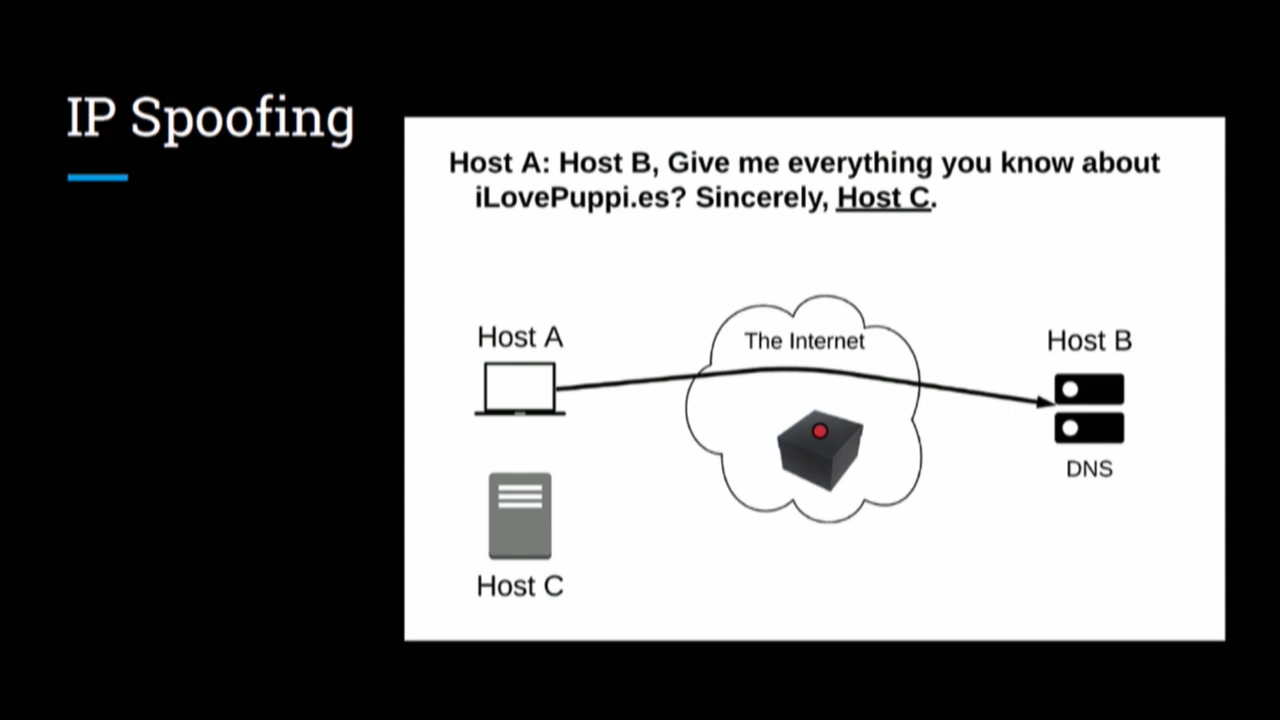 IP Spoofing
Host A: Host B, Give me everything you know about
iLovePuppi.es? Sincerely, Host C.
The Internet
Host A
Host B
DNS
Host C